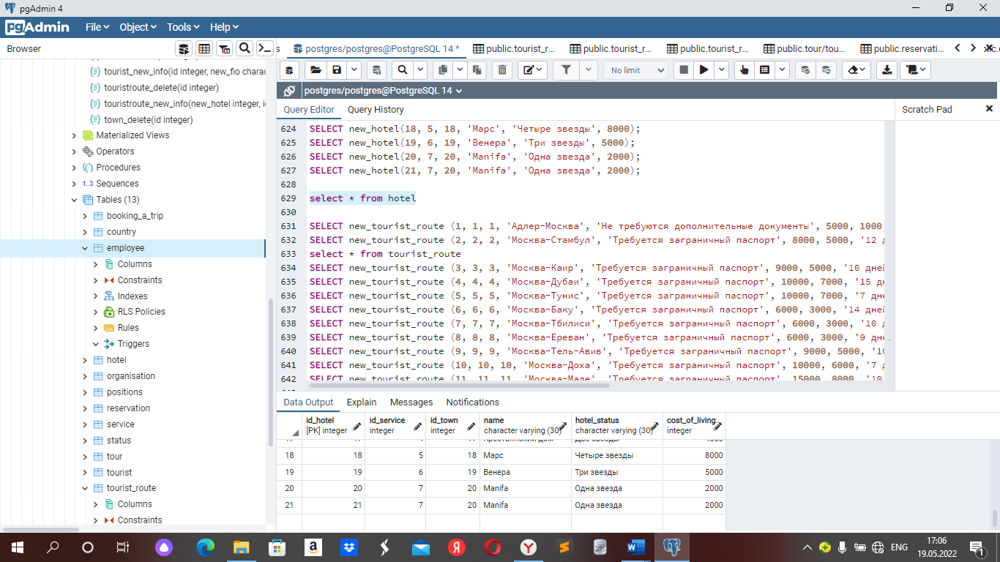 pgAdmin 4
pgAdmin File Object Tools Help
Browser
postgres/postgres@PostgreSQL 14 *
public.tourist_r...
public.tourist_r...
public.tourist_r...
public.tour/tou...
public.reservati...
No limit
postgres/postgres@PostgreSQL 14
Query Editor Query History
Scratch Pad
tourist_new_info(id integer, new_fio charac
touristroute_delete(id integer)
touristroute_new_info(new_hotel integer, i
town_delete(id integer)
Materialized Views
Operators
Procedures
1..3 Sequences
Tables (13)
booking_a_trip
country
employee
Columns
Constraints
Indexes
RLS Policies
Rules
Triggers
hotel
organisation
positions
reservation
service
status
tour
tourist
tourist_route
Columns
Constraints
624 SELECT new_hotel(18, 5, 18, 'Марс', 'Четыре звезды', 8000);
625 SELECT new_hotel(19, 6, 19, 'Венера', 'Три звезды', 5000);
626 SELECT new_hotel(20, 7, 20, 'Manifa', 'Одна звезда', 2000);
627 SELECT new_hotel(21, 7, 20, 'Manifa', 'Одна звезда', 2000);
628
629 select * from hotel
630
631 SELECT new_tourist_route (1, 1, 1, 'Адлер-Москва', 'Не требуются дополнительные документы', 5000, 1000,
632 SELECT new_tourist_route (2, 2, 2, 'Москва-Стамбул', 'Требуется заграничный паспорт', 8000, 5000, '12 д
633 select * from tourist_route
634 SELECT new_tourist_route (3, 3, 3, 'Москва-Каир', 'Требуется заграничный паспорт', 9000, 5000, '10 дней
635 SELECT new_tourist_route (4, 4, 4, 'Москва-Дубаи', 'Требуется заграничный паспорт', 10000, 7000, '15 дн
636 SELECT new_tourist_route (5, 5, 5, 'Москва-Тунис', 'Требуется заграничный паспорт', 10000, 7000, '7 дне
637 SELECT new_tourist_route (6, 6, 6, 'Москва-Баку', 'Требуется заграничный паспорт', 6000, 3000, '14 дней
638 SELECT new_tourist_route (7, 7, 7, 'Москва-Тбилиси', 'Требуется заграничный паспорт', 6000, 3000, '10 д
639 SELECT new_tourist_route (8, 8, 8, 'Москва-Ереван', 'Требуется заграничный паспорт', 6000, 3000, '9 дне
640 SELECT new_tourist_route (9, 9, 9, 'Москва-Тель-Авив', 'Требуется заграничный паспорт', 9000, 5000, '10
641 SELECT new_tourist_route (10, 10, 10, 'Москва-Доха', 'Требуется заграничный паспорт', 10000, 6000, '7 д
642 SELECT new_tourist_route (11, 11, 11, 'Москва-Мале', 'Требуется заграничный паспорт', 15000, 8000, '10
Data Output Explain Messages Notifications
id_hotel id_service id_town name hotel_status cost_of_living...
[PK] integer integer integer character varying (30) character varying (30) integer
18 18 5 18 Марс Четыре звезды 8000
19 19 6 19 Венера Три звезды 5000
20 20 7 20 Manifa Одна звезда 2000
21 21 7 20 Manifa Одна звезда 2000
ENG
17:06
19.05.2022
1